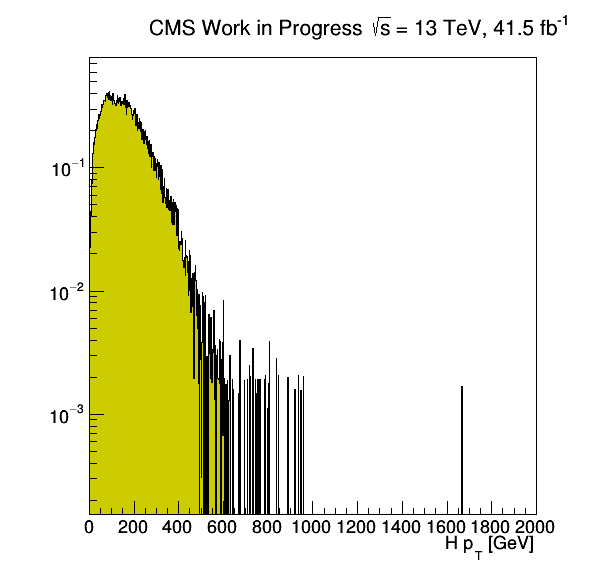 CMS Work in Progress √s = 13 TeV, 41.5 fb⁻¹
10⁻¹
10⁻²
10⁻³
0 200 400 600 800 1000 1200 1400 1600 1800 2000
H p_T [GeV]